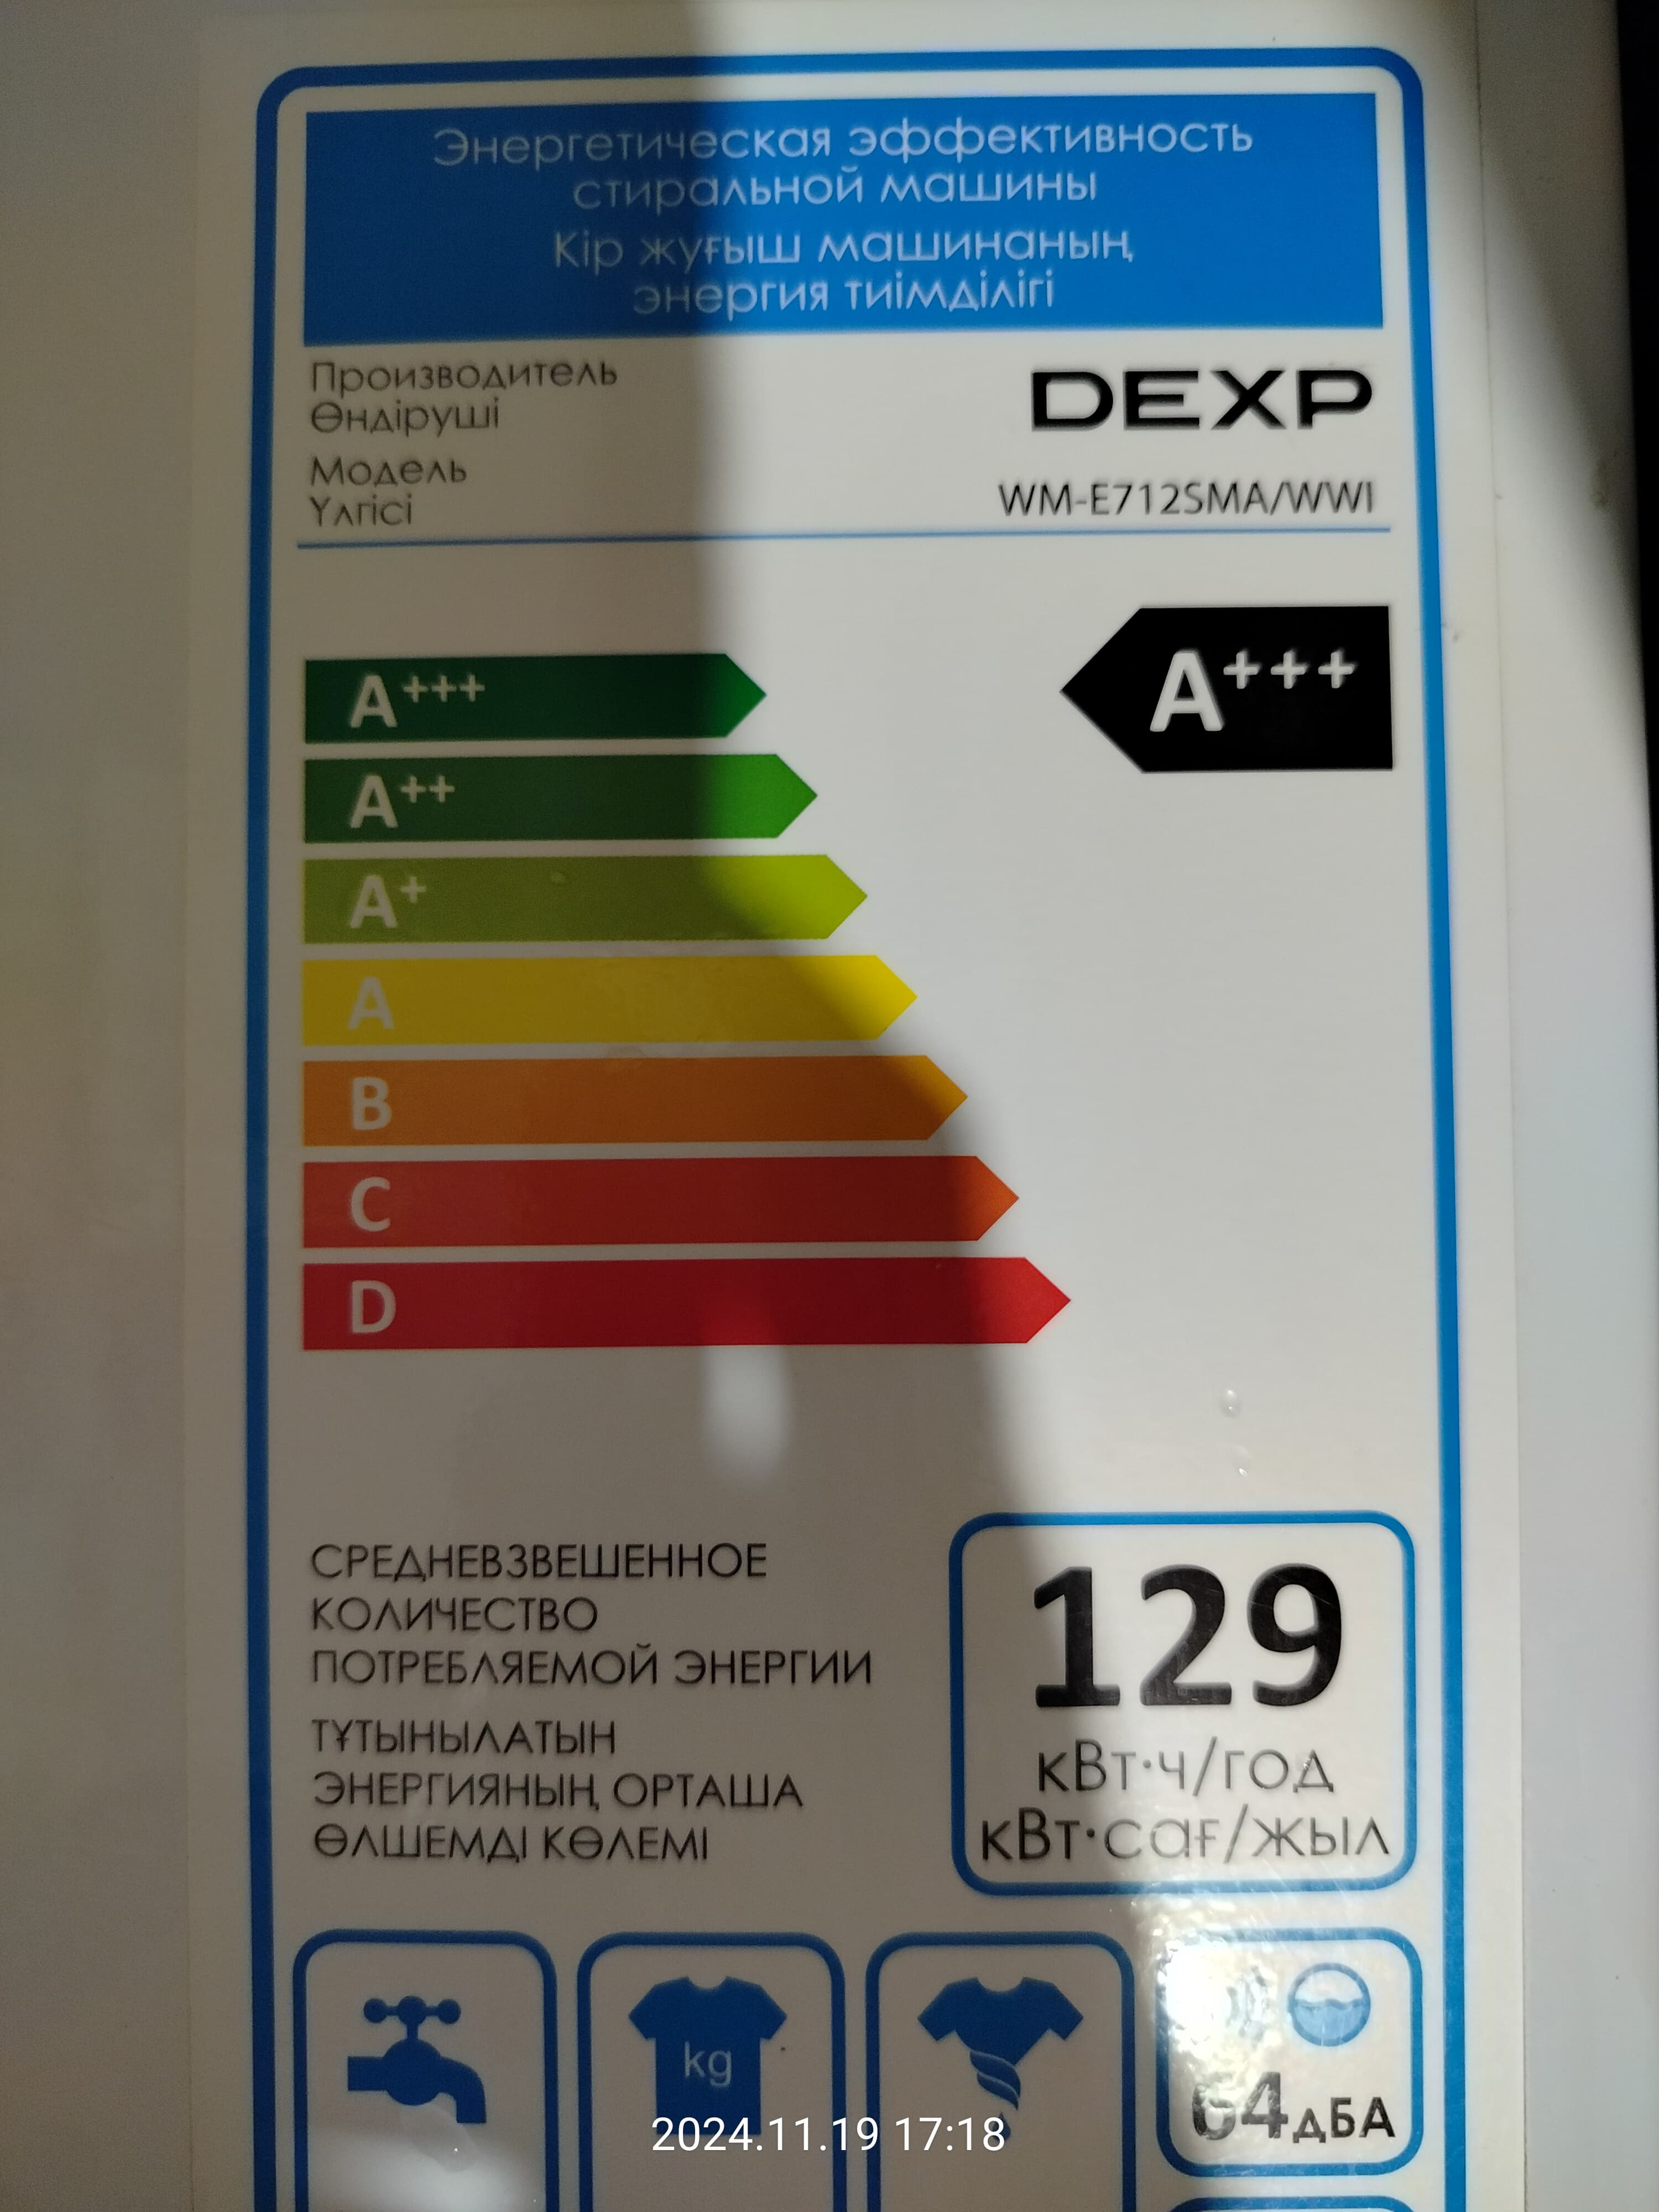 Энергетическая эффективность
стиральной машины
Кір жуғыш машинаның
энергия тиімділігі
Производитель
Өндіруші
DEXP
Модель
Үлгісі
WM-E712SMA/WWI
A+++
A+++
A++
A+
A
B
C
D
СРЕДНЕВЗВЕШЕННОЕ
КОЛИЧЕСТВО
ПОТРЕБЛЯЕМОЙ ЭНЕРГИИ
ТҰТЫНЫЛАТЫН
ЭНЕРГИЯНЫҢ ОРТАША
ӨЛШЕМДІ КӨЛЕМІ
129
кВт·ч/год
кВт·сағ/жыл
kg
64дБА
2024.11.19 17:18